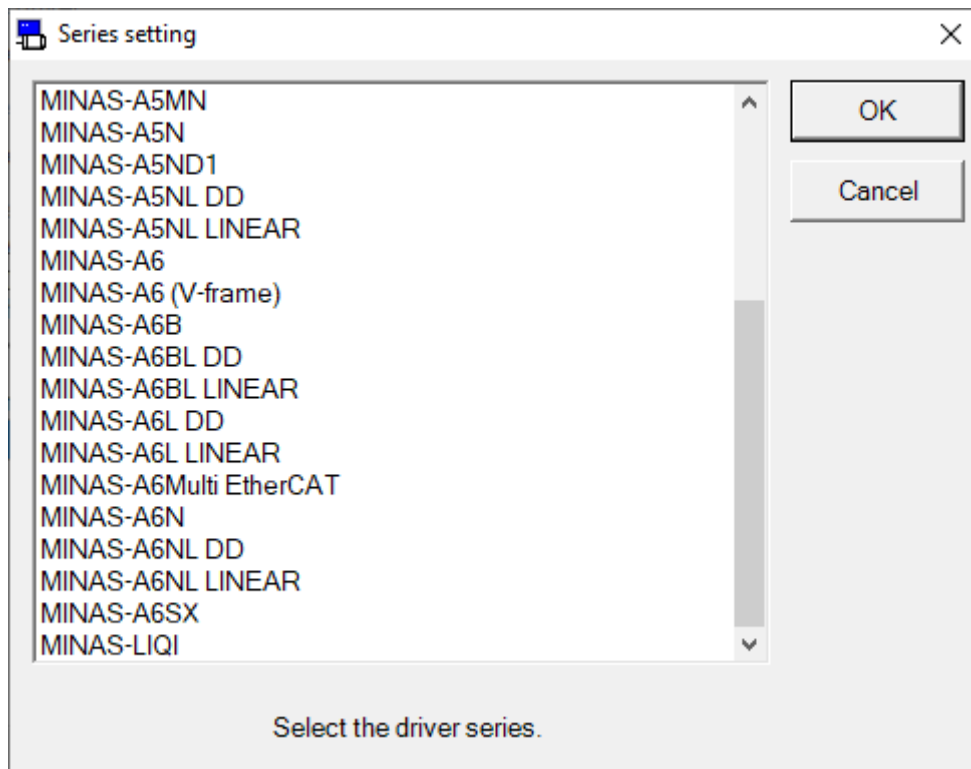 Series setting
MINAS-A5MN
MINAS-A5N
MINAS-A5ND1
MINAS-A5NL DD
MINAS-A5NL LINEAR
MINAS-A6
MINAS-A6 (V-frame)
MINAS-A6B
MINAS-A6BL DD
MINAS-A6BL LINEAR
MINAS-A6L DD
MINAS-A6L LINEAR
MINAS-A6Multi EtherCAT
MINAS-A6N
MINAS-A6NL DD
MINAS-A6NL LINEAR
MINAS-A6SX
MINAS-LIQI
OK
Cancel
Select the driver series.